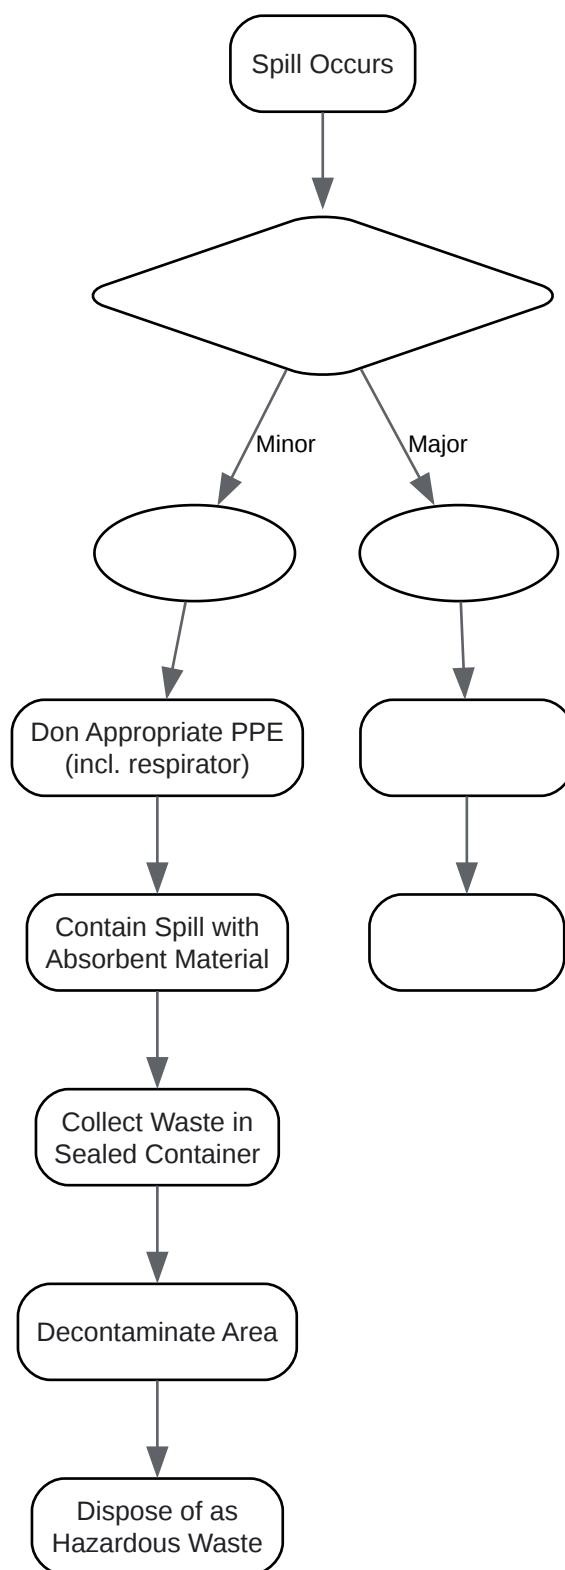 Spill Occurs
Minor
Major
Don Appropriate PPE
(incl. respirator)
Contain Spill with
Absorbent Material
Collect Waste in
Sealed Container
Decontaminate Area
Dispose of as
Hazardous Waste